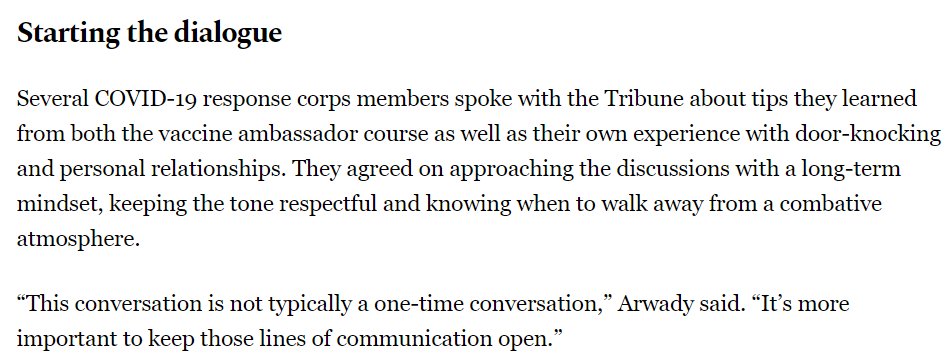 Starting the dialogue
Several COVID-19 response corps members spoke with the Tribune about tips they learned
from both the vaccine ambassador course as well as their own experience with door-knocking
and personal relationships. They agreed on approaching the discussions with a long-term
mindset, keeping the tone respectful and knowing when to walk away from a combative
atmosphere.
“This conversation is not typically a one-time conversation,” Arwady said. “It’s more
important to keep those lines of communication open.”